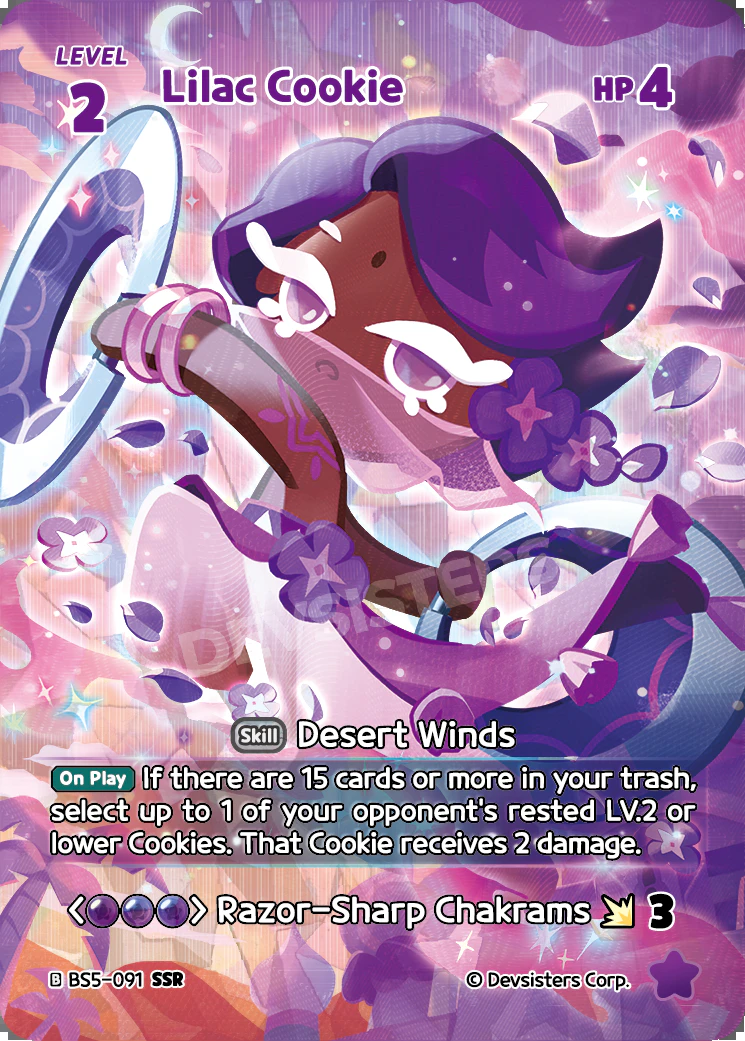 LEVEL
2
Lilac Cookie
HP 4
DEVSISTERS
Skill Desert Winds
On Play If there are 15 cards or more in your trash,
select up to 1 of your opponent's rested LV.2 or
lower Cookies. That Cookie receives 2 damage.
Razor-Sharp Chakrams 3
B BS5-091 SSR
© Devsisters Corp.